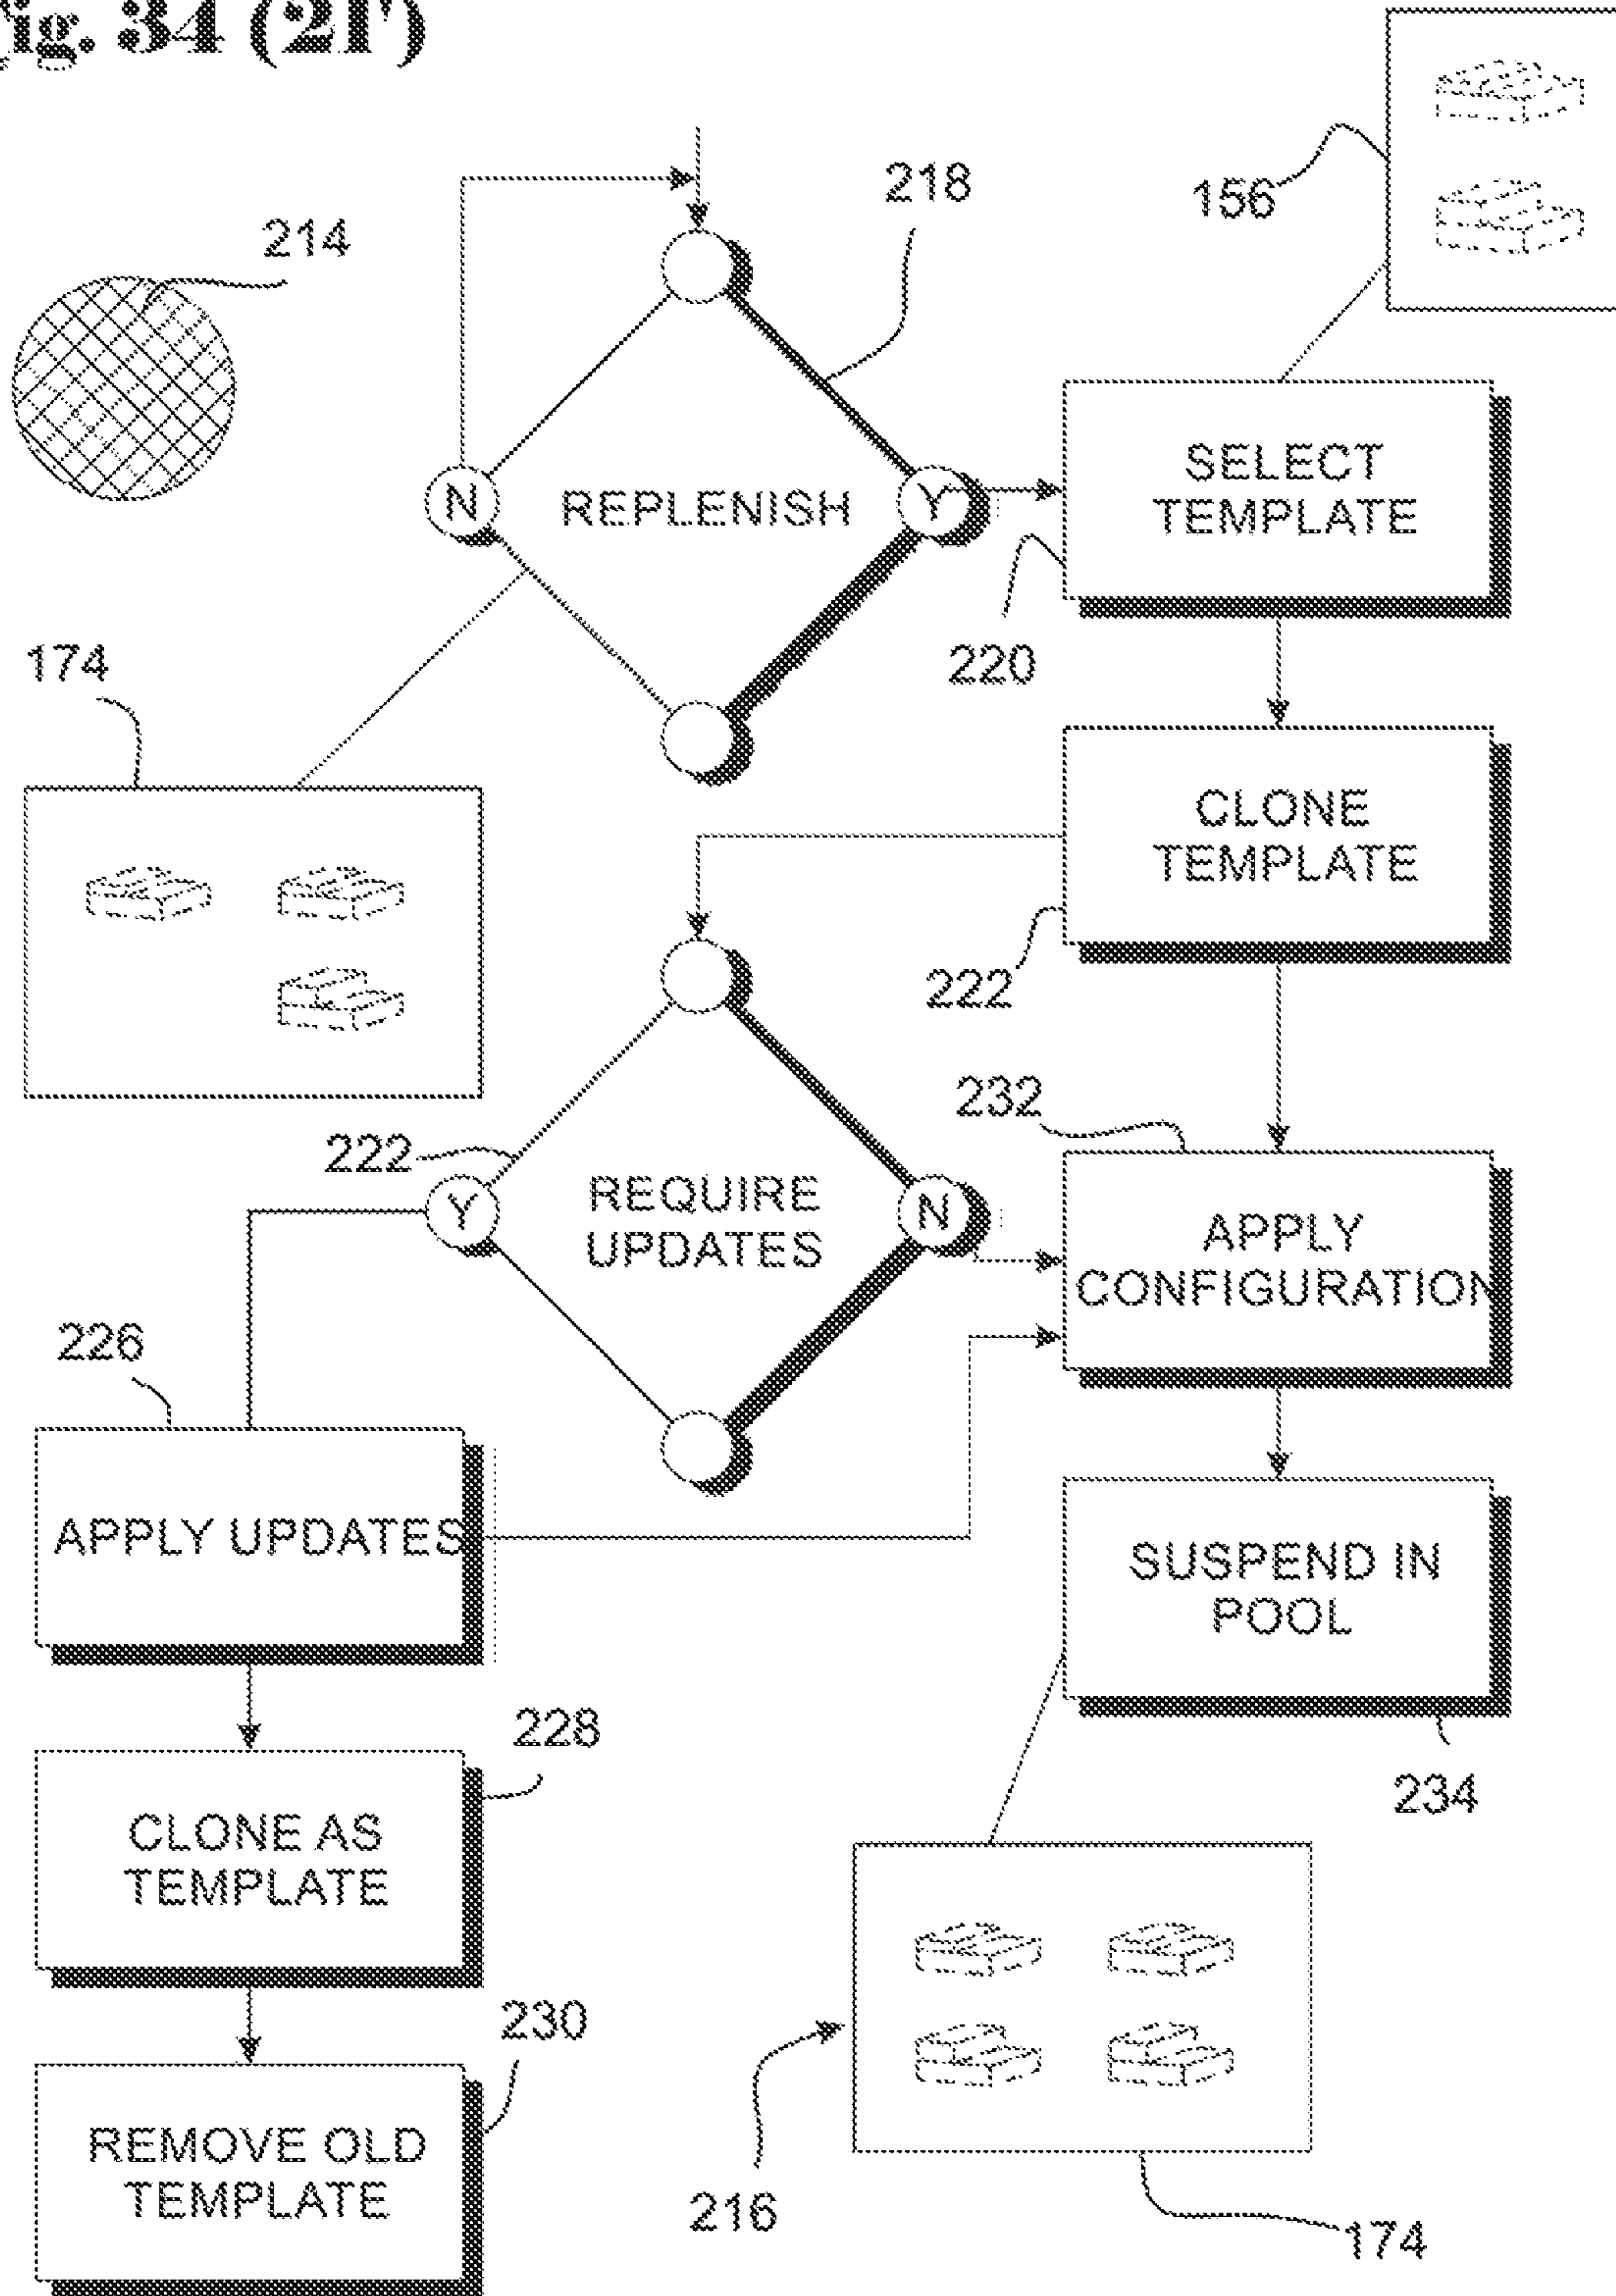 ig. 34 (2F)
214
218
156
N
REPLENISH
Y
SELECT
TEMPLATE
220
174
CLONE
TEMPLATE
222
232
222
Y
REQUIRE
UPDATES
N
APPLY
CONFIGURATION
226
APPLY UPDATES
SUSPEND IN
POOL
228
234
CLONE AS
TEMPLATE
230
REMOVE OLD
TEMPLATE
216
174